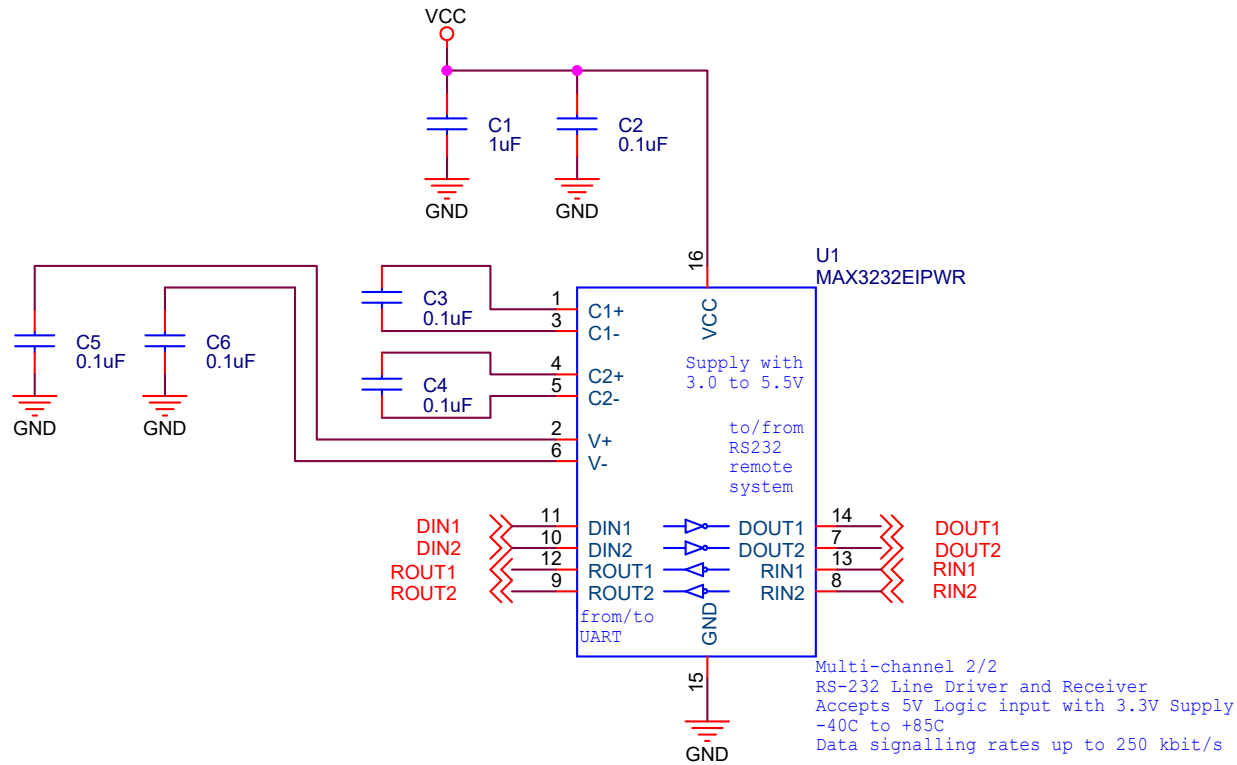 VCC
C1
1uF
C2
0.1uF
GND
GND
16
U1
MAX3232EIPWR
C3
0.1uF
1
C1+
3
C1-
VCC
C5
0.1uF
C6
0.1uF
C4
0.1uF
4
C2+
5
C2-
Supply with
3.0 to 5.5V
GND
GND
2
V+
6
V-
to/from
RS232
remote
system
DIN1
11
DIN1
DOUT1
14
DOUT1
DIN2
10
DIN2
DOUT2
7
DOUT2
ROUT1
12
ROUT1
RIN1
13
RIN1
ROUT2
9
ROUT2
RIN2
8
RIN2
from/to
UART
GND
15
GND
Multi-channel 2/2
RS-232 Line Driver and Receiver
Accepts 5V Logic input with 3.3V Supply
-40C to +85C
Data signalling rates up to 250 kbit/s